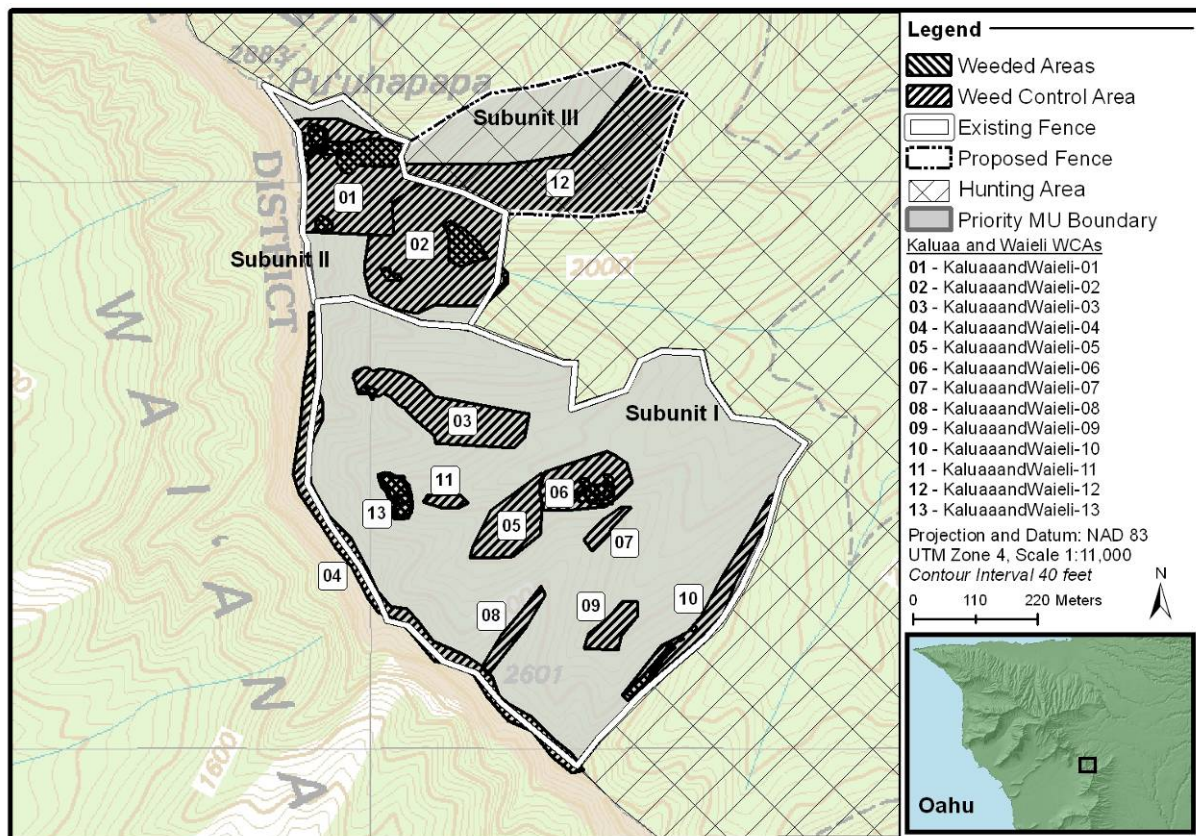 2883
Pu'uhapapa
Subunit III
DISTRICT
12
01
02
Subunit II
2000
WAI'ANA
03
Subunit I
11
13
06
05
07
04
08
09
10
2601
1600
Legend
Weeded Areas
Weed Control Area
Existing Fence
Proposed Fence
Hunting Area
Priority MU Boundary
Kaluaa and Waieli WCAs
01 - KaluaaandWaieli-01
02 - KaluaaandWaieli-02
03 - KaluaaandWaieli-03
04 - KaluaaandWaieli-04
05 - KaluaaandWaieli-05
06 - KaluaaandWaieli-06
07 - KaluaaandWaieli-07
08 - KaluaaandWaieli-08
09 - KaluaaandWaieli-09
10 - KaluaaandWaieli-10
11 - KaluaaandWaieli-11
12 - KaluaaandWaieli-12
13 - KaluaaandWaieli-13
Projection and Datum: NAD 83
UTM Zone 4, Scale 1:11,000
Contour Interval 40 feet
N
0 110 220 Meters
Oahu